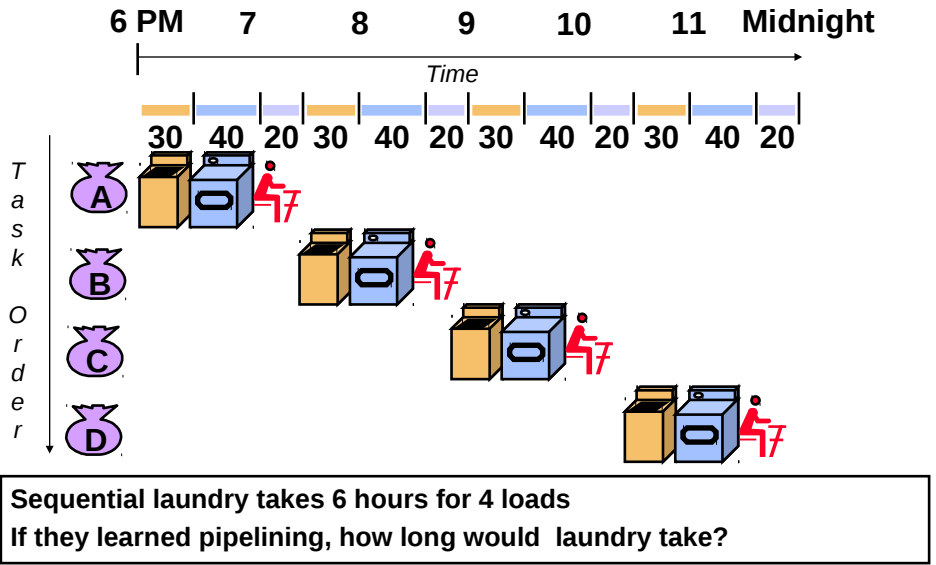 6 PM 7 8 9 10 11 Midnight
Time
30 40 20 30 40 20 30 40 20 30 40 20
Task Order
A
B
C
D
Sequential laundry takes 6 hours for 4 loads
If they learned pipelining, how long would laundry take?